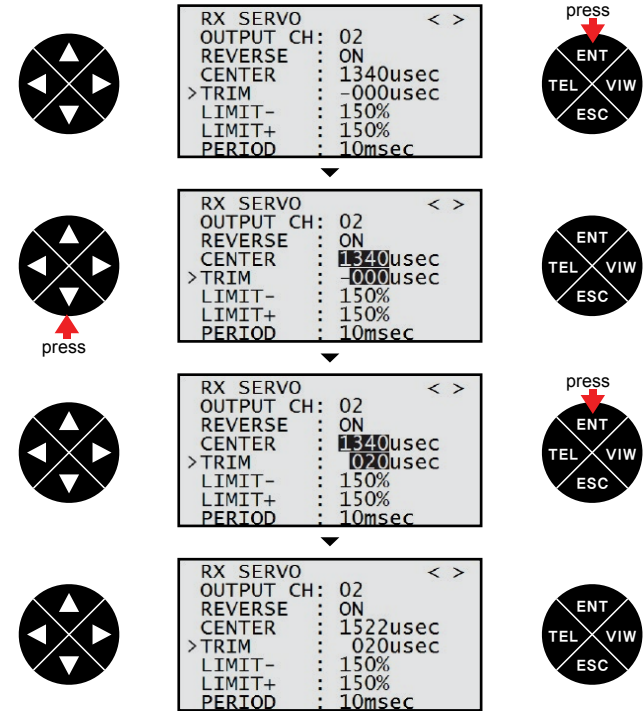 press
RX SERVO < >
OUTPUT CH: 02
REVERSE : ON
CENTER : 1340usec
>TRIM : -000usec
LIMIT- : 150%
LIMIT+ : 150%
PERIOD : 10msec
ENT
TEL VIW
ESC
RX SERVO < >
OUTPUT CH: 02
REVERSE : ON
CENTER : 1340usec
>TRIM : -000usec
LIMIT- : 150%
LIMIT+ : 150%
PERIOD : 10msec
ENT
TEL VIW
ESC
press
press
RX SERVO < >
OUTPUT CH: 02
REVERSE : ON
CENTER : 1340usec
>TRIM : 020usec
LIMIT- : 150%
LIMIT+ : 150%
PERIOD : 10msec
ENT
TEL VIW
ESC
RX SERVO < >
OUTPUT CH: 02
REVERSE : ON
CENTER : 1522usec
>TRIM : 020usec
LIMIT- : 150%
LIMIT+ : 150%
PERIOD : 10msec
ENT
TEL VIW
ESC